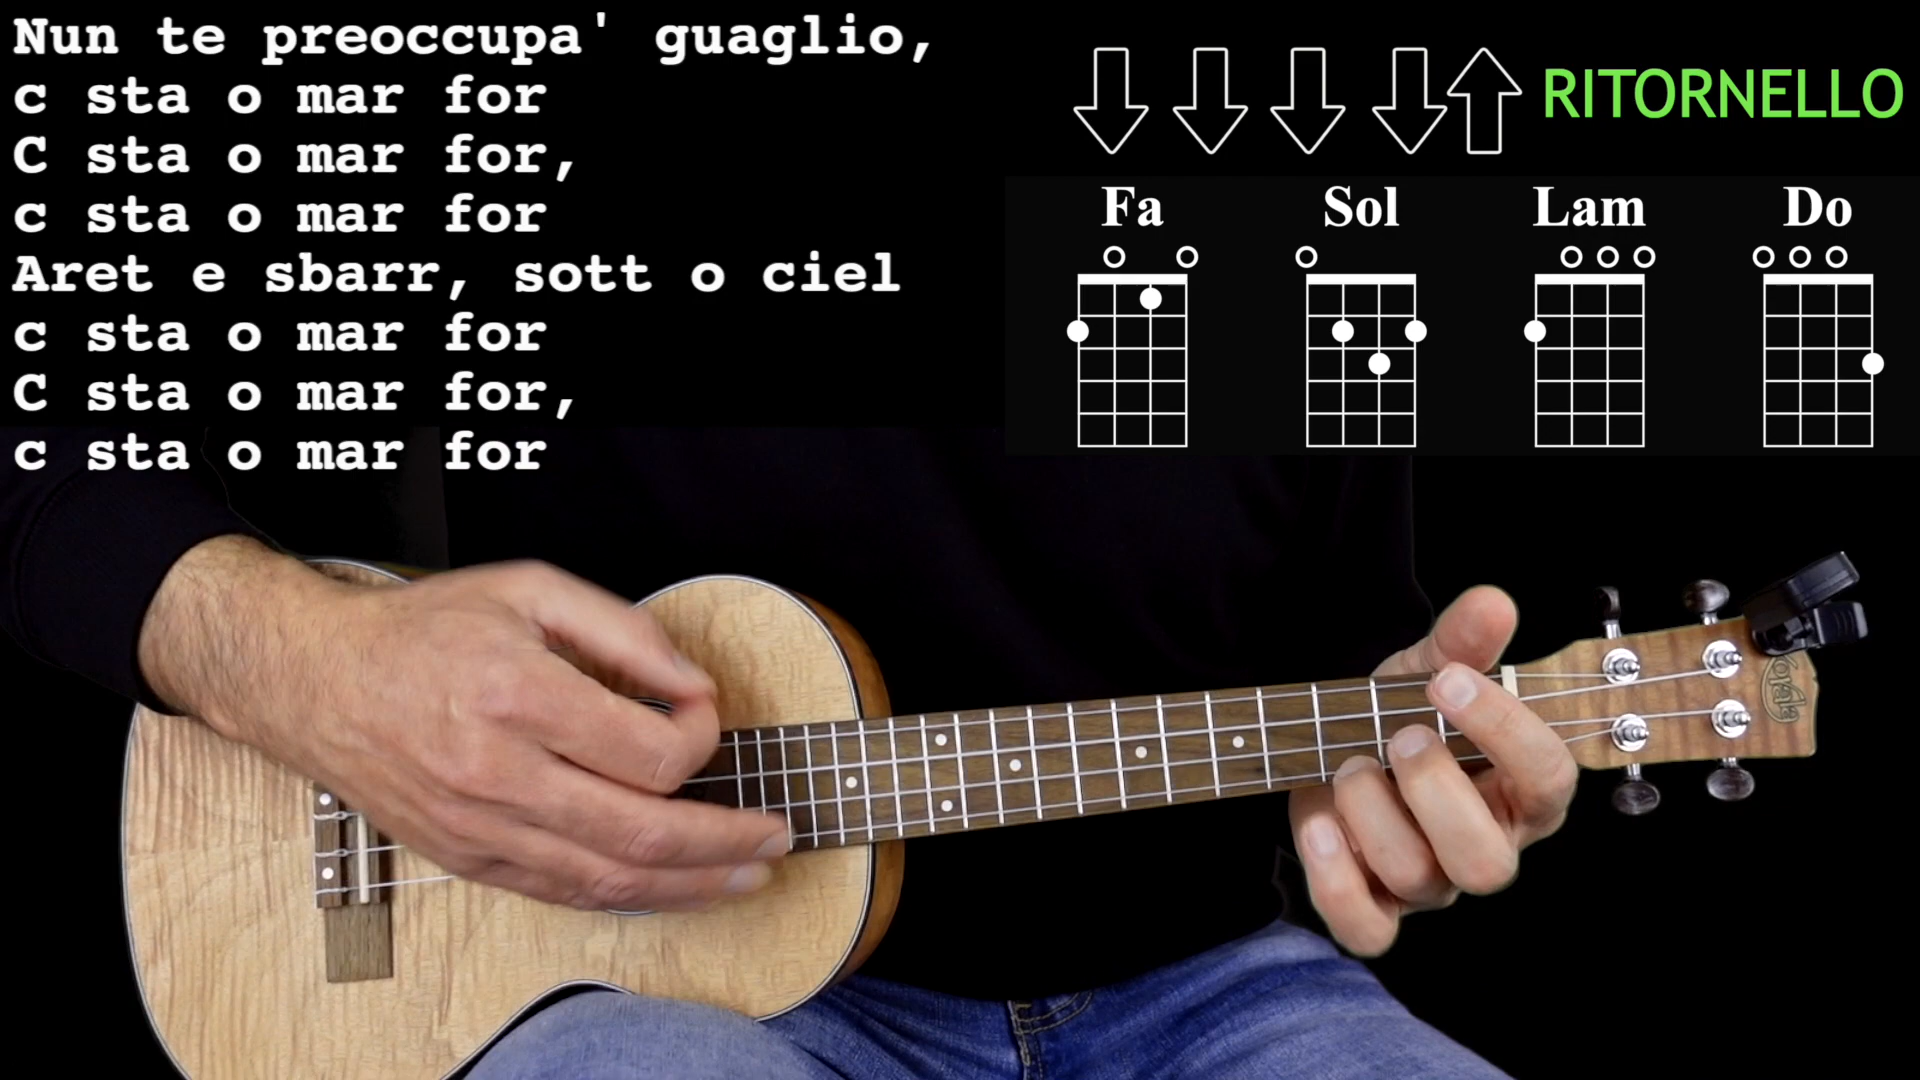 Nun te preoccupa' guaglio,
c sta o mar for
C sta o mar for,
c sta o mar for
Aret e sbarr, sott o ciel
c sta o mar for
C sta o mar for,
c sta o mar for
RITORNELLO
Fa Sol Lam Do